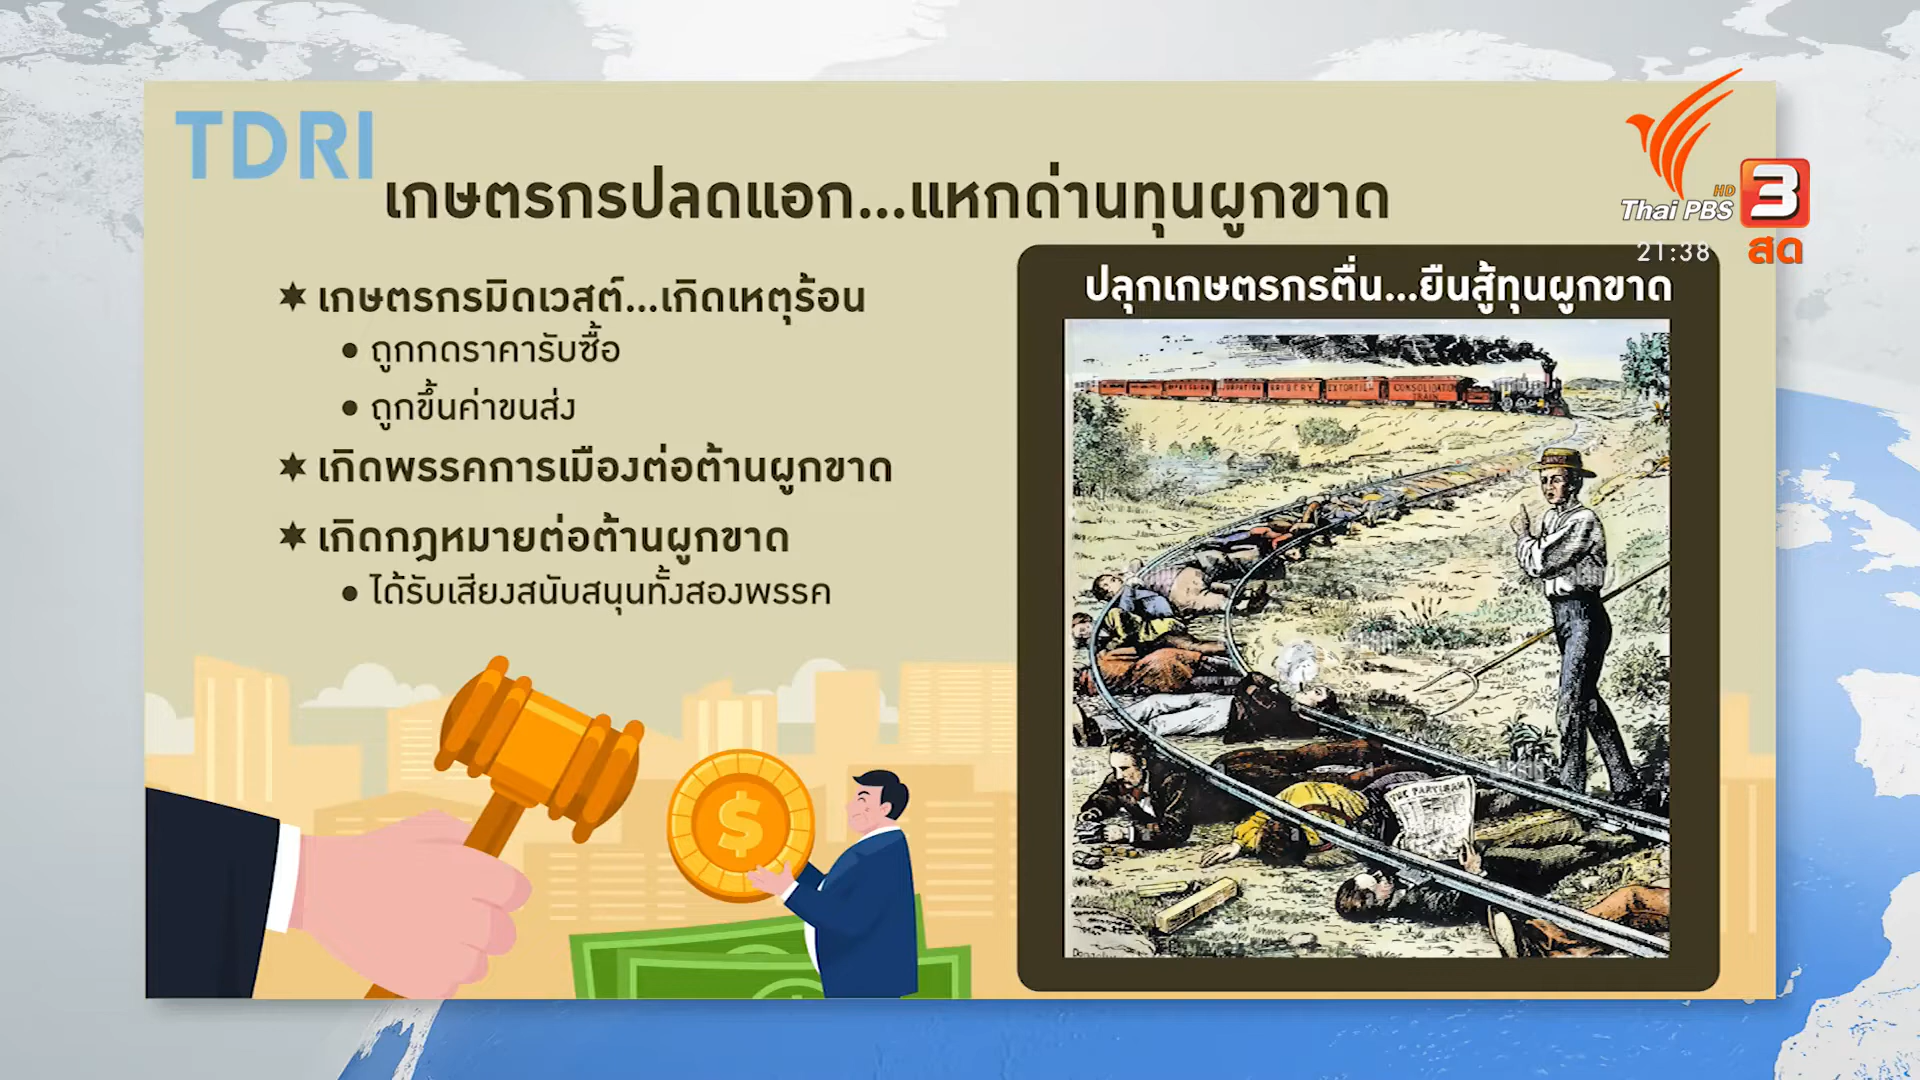 TDRI
เกษตรกรปลดแอก...แหกด่านทุนผูกขาด
Thai PBS
HD
3
21:38
สด
✶ เกษตรกรมิดเวสต์...เกิดเหตุร้อน
• ถูกกดราคารับซื้อ
• ถูกขึ้นค่าขนส่ง
✶ เกิดพรรคการเมืองต่อต้านผูกขาด
✶ เกิดกฎหมายต่อต้านผูกขาด
• ได้รับเสียงสนับสนุนทั้งสองพรรค
ปลุกเกษตรกรตื่น...ยืนสู้ทุนผูกขาด
BRIBERY
EXTORTION
CONSOLIDATION TRAIN
THE PARTISAN
$